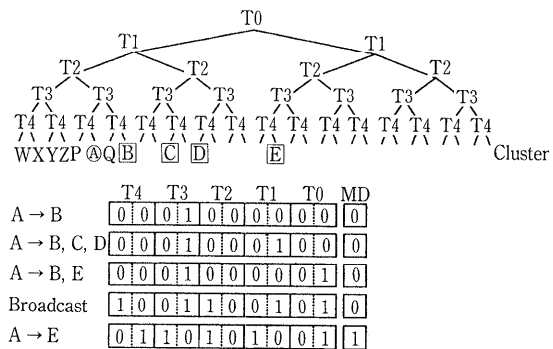 T0
T1 T1
T2 T2 T2 T2
T3 T3 T3 T3 T3 T3 T3 T3
T4 T4 T4 T4 T4 T4 T4 T4 T4 T4 T4 T4 T4 T4 T4 T4
WXYZP Ⓐ Q B C D E Cluster
T4 T3 T2 T1 T0 MD
A → B 0 0 0 1 0 0 0 0 0 0 0
A → B, C, D 0 0 0 1 0 0 0 1 0 0 0
A → B, E 0 0 0 1 0 0 0 0 0 1 0
Broadcast 1 0 0 1 1 0 0 1 0 1 0
A → E 0 1 1 0 1 0 1 0 0 1 1